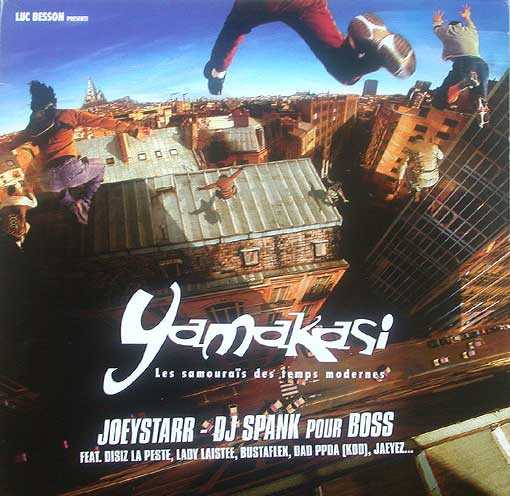 LUC BESSON PRESENTE
yamakasi
Les samouraïs des temps modernes
JOEYSTARR - DJ SPANK POUR BOSS
FEAT. DISIZ LA PESTE, LADY LAISTEE, BUSTAFLEX, DAD PPDA (KDD), JAEYEZ...